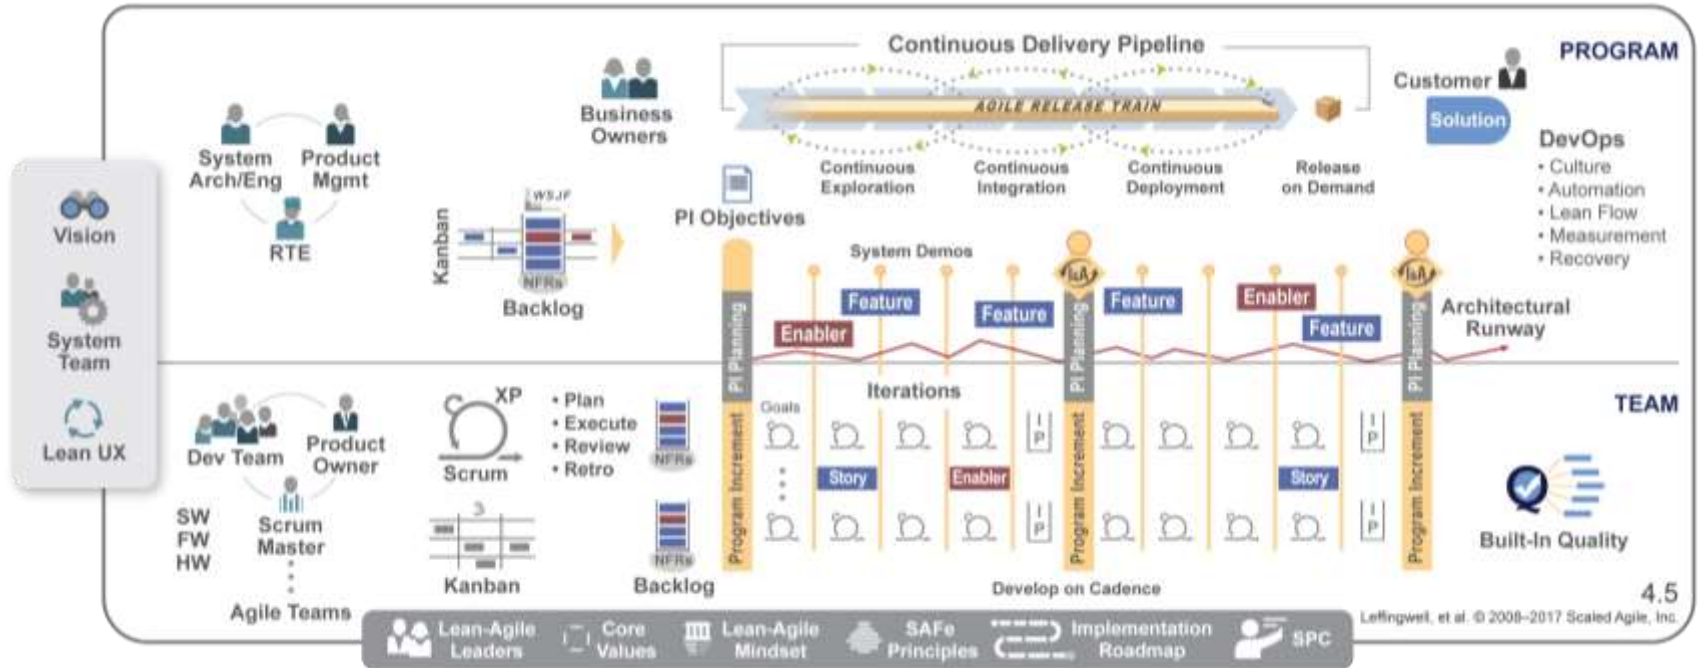 PROGRAM
Continuous Delivery Pipeline
AGILE RELEASE TRAIN
Customer
Solution
Business
Owners
System
Arch/Eng
Product
Mgmt
RTE
Continuous
Exploration
Continuous
Integration
Continuous
Deployment
Release
on Demand
DevOps
• Culture
• Automation
• Lean Flow
• Measurement
• Recovery
Vision
System
Team
Lean UX
Kanban
WSJF
NFRs
Backlog
PI Objectives
System Demos
I&A
I&A
Feature
Feature
Feature
Enabler
Enabler
Feature
Architectural
Runway
PI Planning
PI Planning
PI Planning
TEAM
Dev Team
Product
Owner
Scrum
Master
SW
FW
HW
Agile Teams
XP
Scrum
• Plan
• Execute
• Review
• Retro
3
Kanban
NFRs
NFRs
Backlog
Iterations
Goals
Program Increment
Program Increment
Program Increment
I
P
I
P
Story
Enabler
Story
I
P
I
P
Develop on Cadence
Built-In Quality
4.5
Leffingwell, et al. © 2008–2017 Scaled Agile, Inc.
Lean-Agile
Leaders
Core
Values
Lean-Agile
Mindset
SAFe
Principles
Implementation
Roadmap
SPC